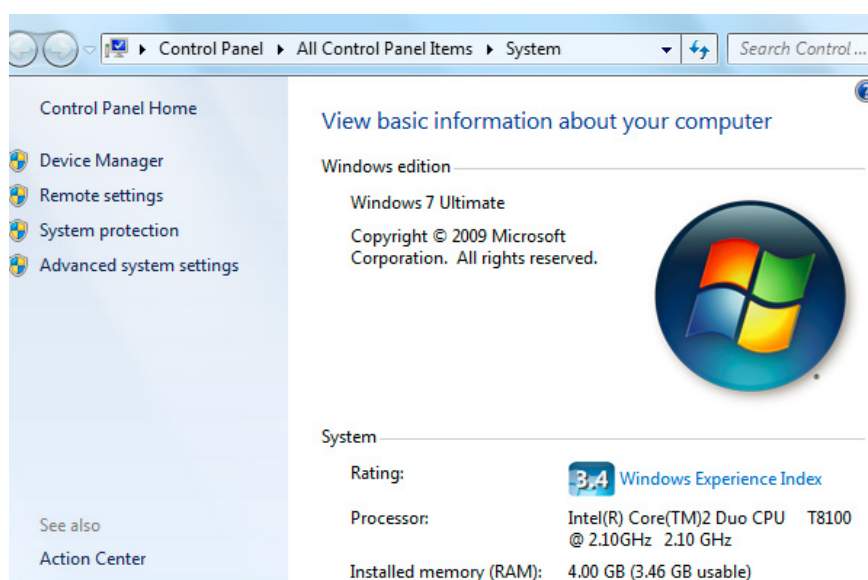 Control Panel All Control Panel Items System
Search Control ...
Control Panel Home
Device Manager
Remote settings
System protection
Advanced system settings
See also
Action Center
View basic information about your computer
Windows edition
Windows 7 Ultimate
Copyright © 2009 Microsoft
Corporation. All rights reserved.
System
Rating: 3,4 Windows Experience Index
Processor: Intel(R) Core(TM)2 Duo CPU T8100
@ 2.10GHz 2.10 GHz
Installed memory (RAM): 4.00 GB (3.46 GB usable)